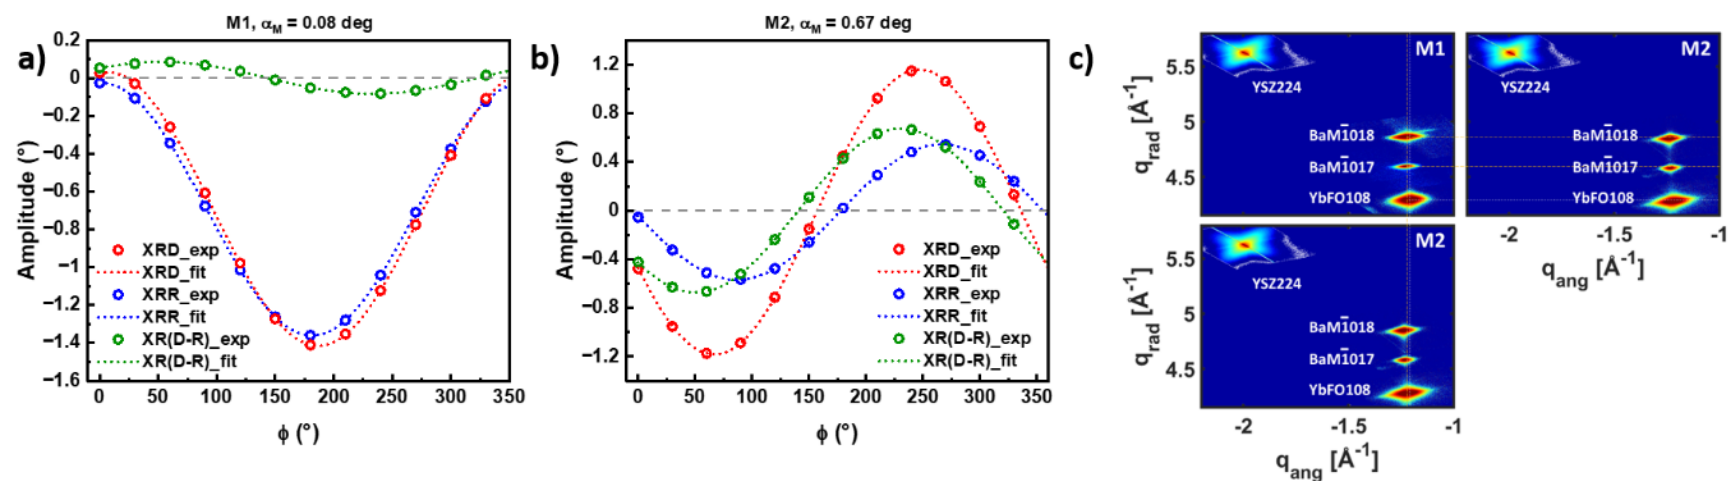 a)
M1, αM = 0.08 deg
Amplitude (°)
0.2
0
−0.2
−0.4
−0.6
−0.8
−1
−1.2
−1.4
−1.6
XRD_exp
XRD_fit
XRR_exp
XRR_fit
XR(D-R)_exp
XR(D-R)_fit
0 50 100 150 200 250 300 350
ϕ (°)
b)
M2, αM = 0.67 deg
Amplitude (°)
1.2
0.8
0.4
0
−0.4
−0.8
−1.2
XRD_exp
XRD_fit
XRR_exp
XRR_fit
XR(D-R)_exp
XR(D-R)_fit
0 50 100 150 200 250 300 350
ϕ (°)
c)
qrad [Å-1]
5.5
5
4.5
M1
YSZ224
BaM1̅018
BaM1̅017
YbFO108
M2
YSZ224
BaM1̅018
BaM1̅017
YbFO108
-2 -1.5 -1
qang [Å-1]
qrad [Å-1]
5.5
5
4.5
M2
YSZ224
BaM1̅018
BaM1̅017
YbFO108
-2 -1.5 -1
qang [Å-1]